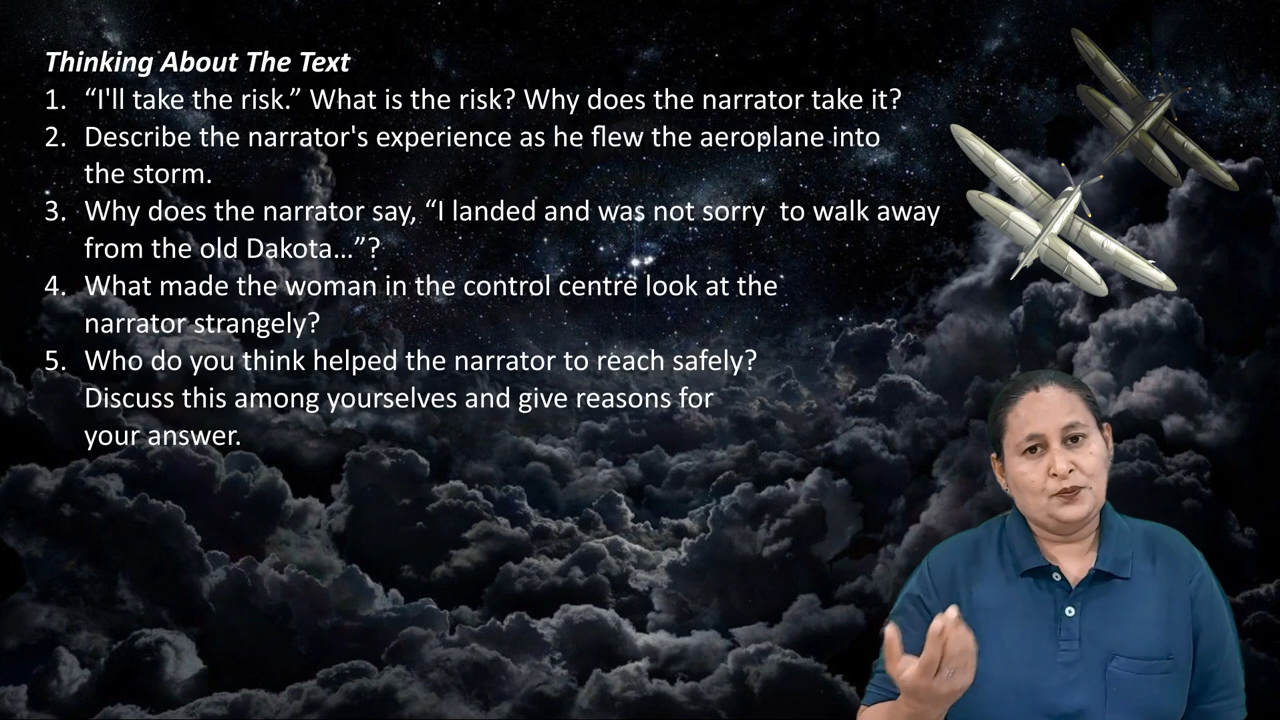 Thinking About The Text
1. “I'll take the risk.” What is the risk? Why does the narrator take it?
2. Describe the narrator's experience as he flew the aeroplane into
the storm.
3. Why does the narrator say, “I landed and was not sorry  to walk away
from the old Dakota...”?
4. What made the woman in the control centre look at the
narrator strangely?
5. Who do you think helped the narrator to reach safely?
Discuss this among yourselves and give reasons for
your answer.